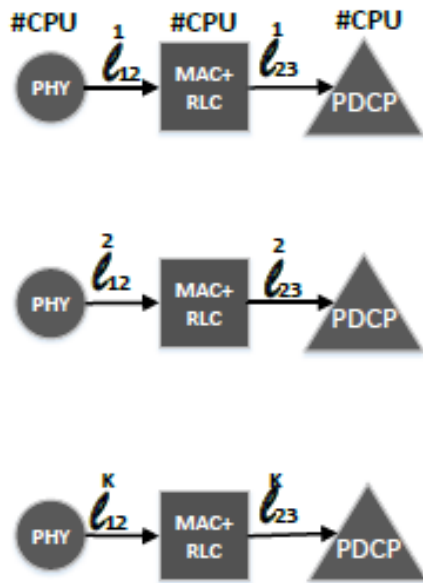 #CPU #CPU #CPU
1 1
ℓ12 ℓ23
PHY MAC+ RLC PDCP
2 2
ℓ12 ℓ23
PHY MAC+ RLC PDCP
K K
ℓ12 ℓ23
PHY MAC+ RLC PDCP